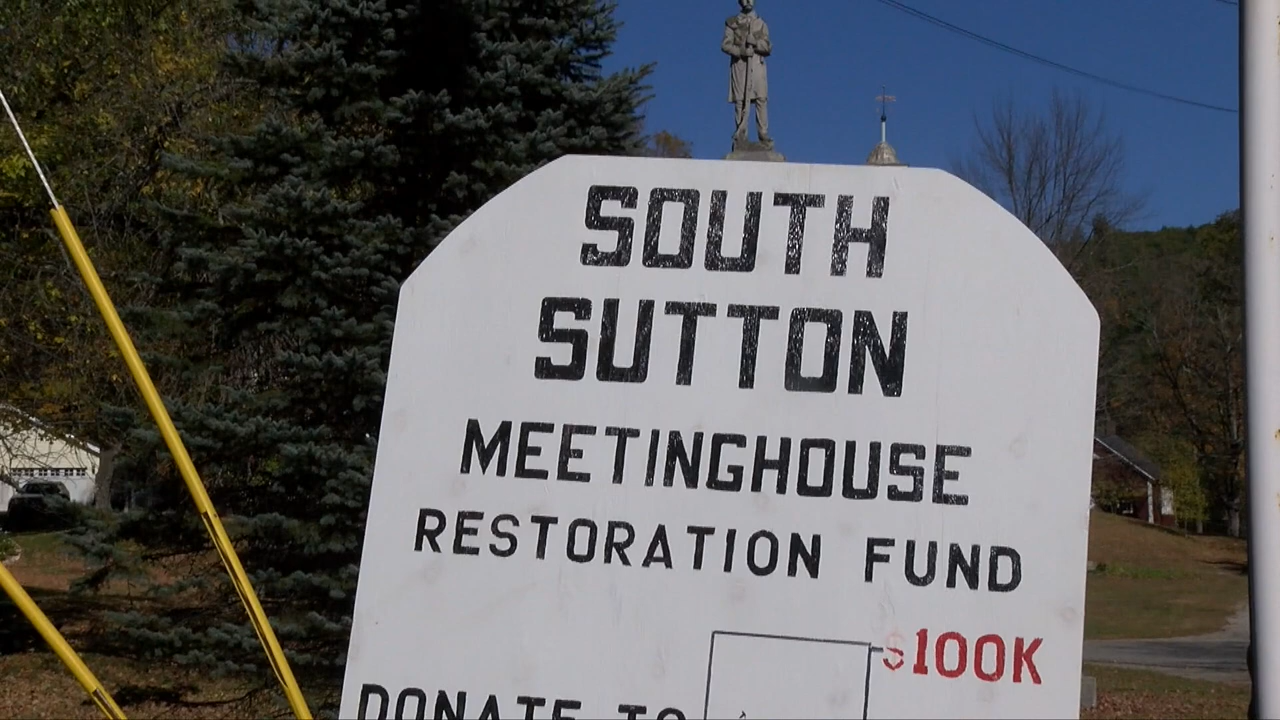 SOUTH
SUTTON
MEETINGHOUSE
RESTORATION FUND
$100K
DONATE TO